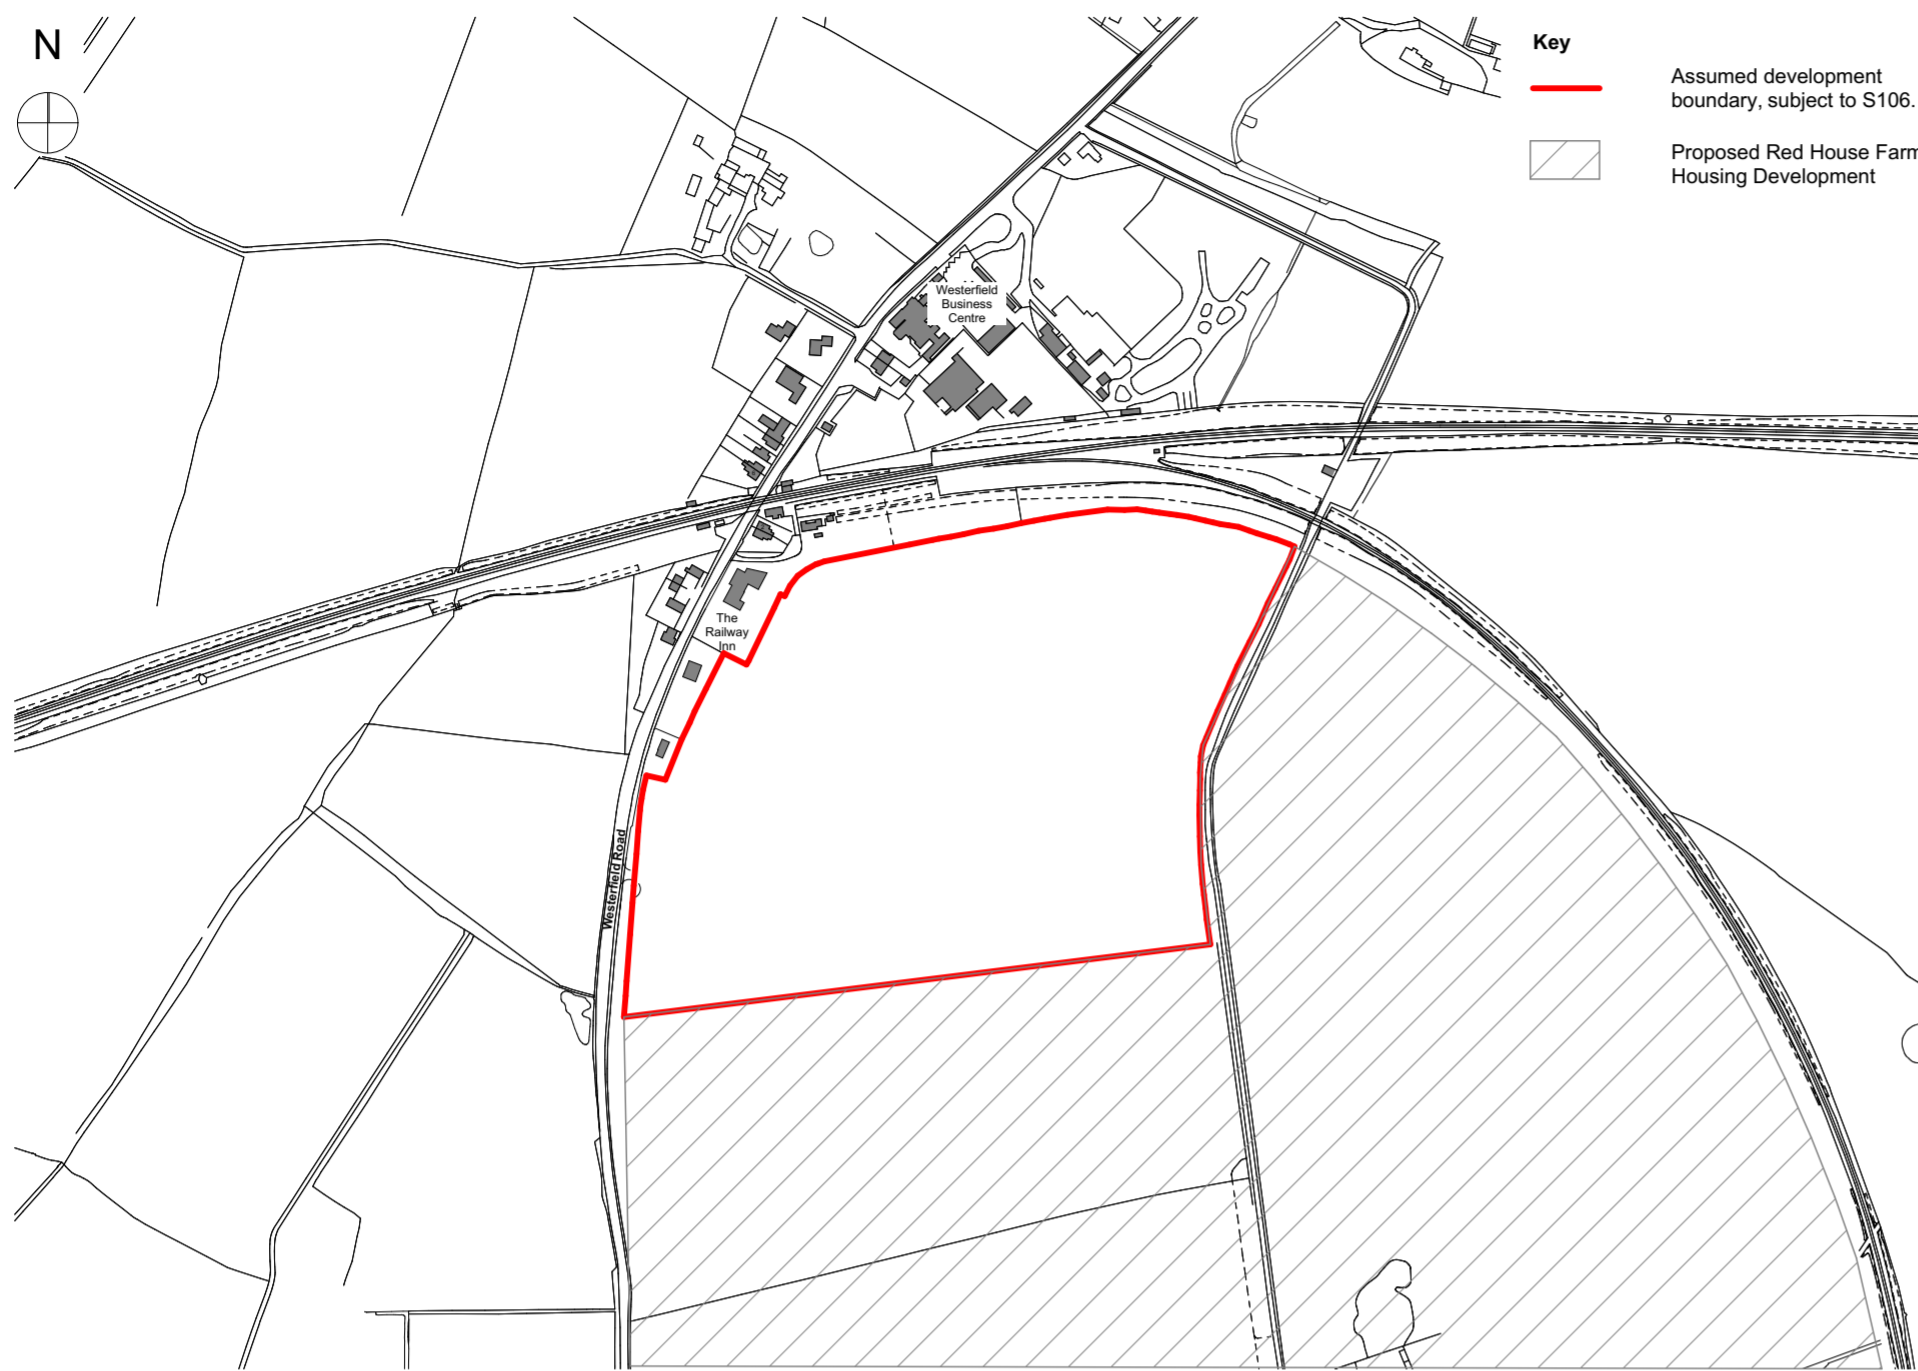 N
Key
Assumed development
boundary, subject to S106.
Proposed Red House Farm
Housing Development
Westerfield
Business
Centre
The
Railway
Inn
Westerfield Road